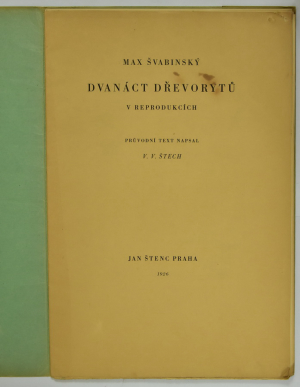 MAX ŠVABINSKÝ
DVANÁCT DŘEVORYTŮ
V REPRODUKCÍCH
PRŮVODNÍ TEXT NAPSAL
V. V. ŠTECH
JAN ŠTENC PRAHA